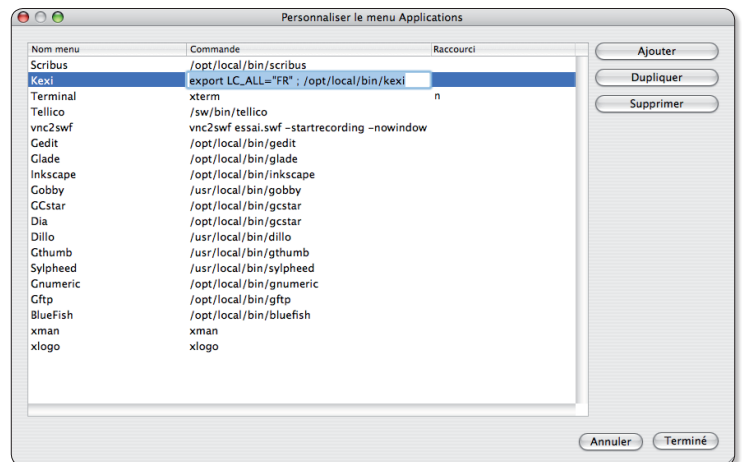 Personnaliser le menu Applications
Nom menu Commande Raccourci
Scribus /opt/local/bin/scribus
Kexi export LC_ALL="FR" ; /opt/local/bin/kexi
Terminal xterm n
Tellico /sw/bin/tellico
vnc2swf vnc2swf essai.swf -startrecording -nowindow
Gedit /opt/local/bin/gedit
Glade /opt/local/bin/glade
Inkscape /opt/local/bin/inkscape
Gobby /usr/local/bin/gobby
GCstar /opt/local/bin/gcstar
Dia /opt/local/bin/gcstar
Dillo /usr/local/bin/dillo
Gthumb /usr/local/bin/gthumb
Sylpheed /usr/local/bin/sylpheed
Gnumeric /opt/local/bin/gnumeric
Gftp /opt/local/bin/gftp
BlueFish /opt/local/bin/bluefish
xman xman
xlogo xlogo
Ajouter
Dupliquer
Supprimer
Annuler Terminé